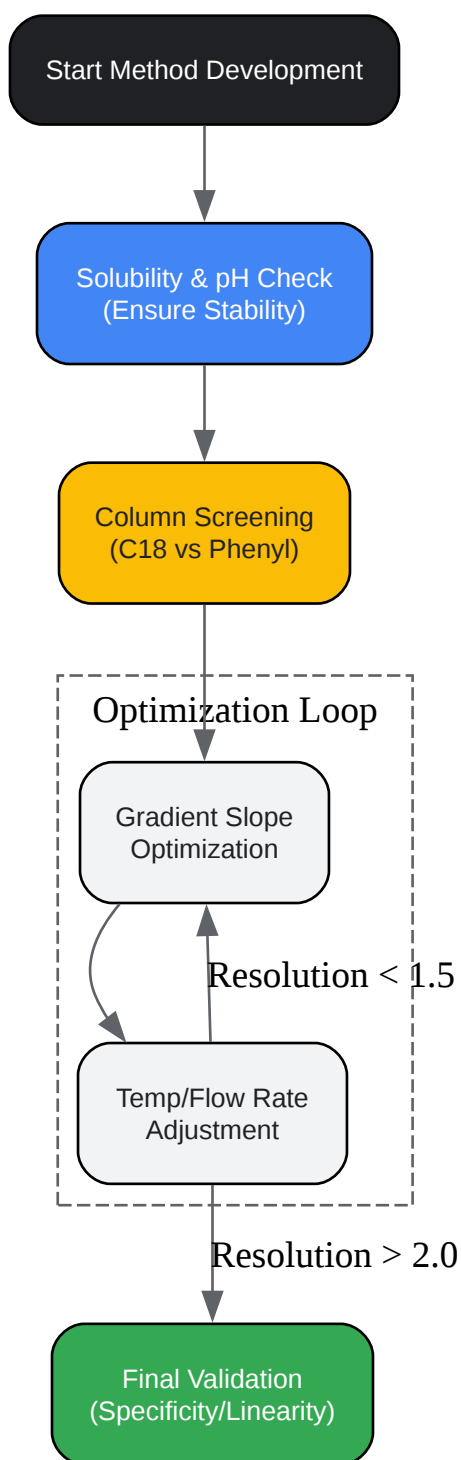 Start Method Development
Solubility & pH Check
(Ensure Stability)
Column Screening
(C18 vs Phenyl)
Optimization Loop
Gradient Slope
Optimization
Resolution < 1.5
Temp/Flow Rate
Adjustment
Resolution > 2.0
Final Validation
(Specificity/Linearity)